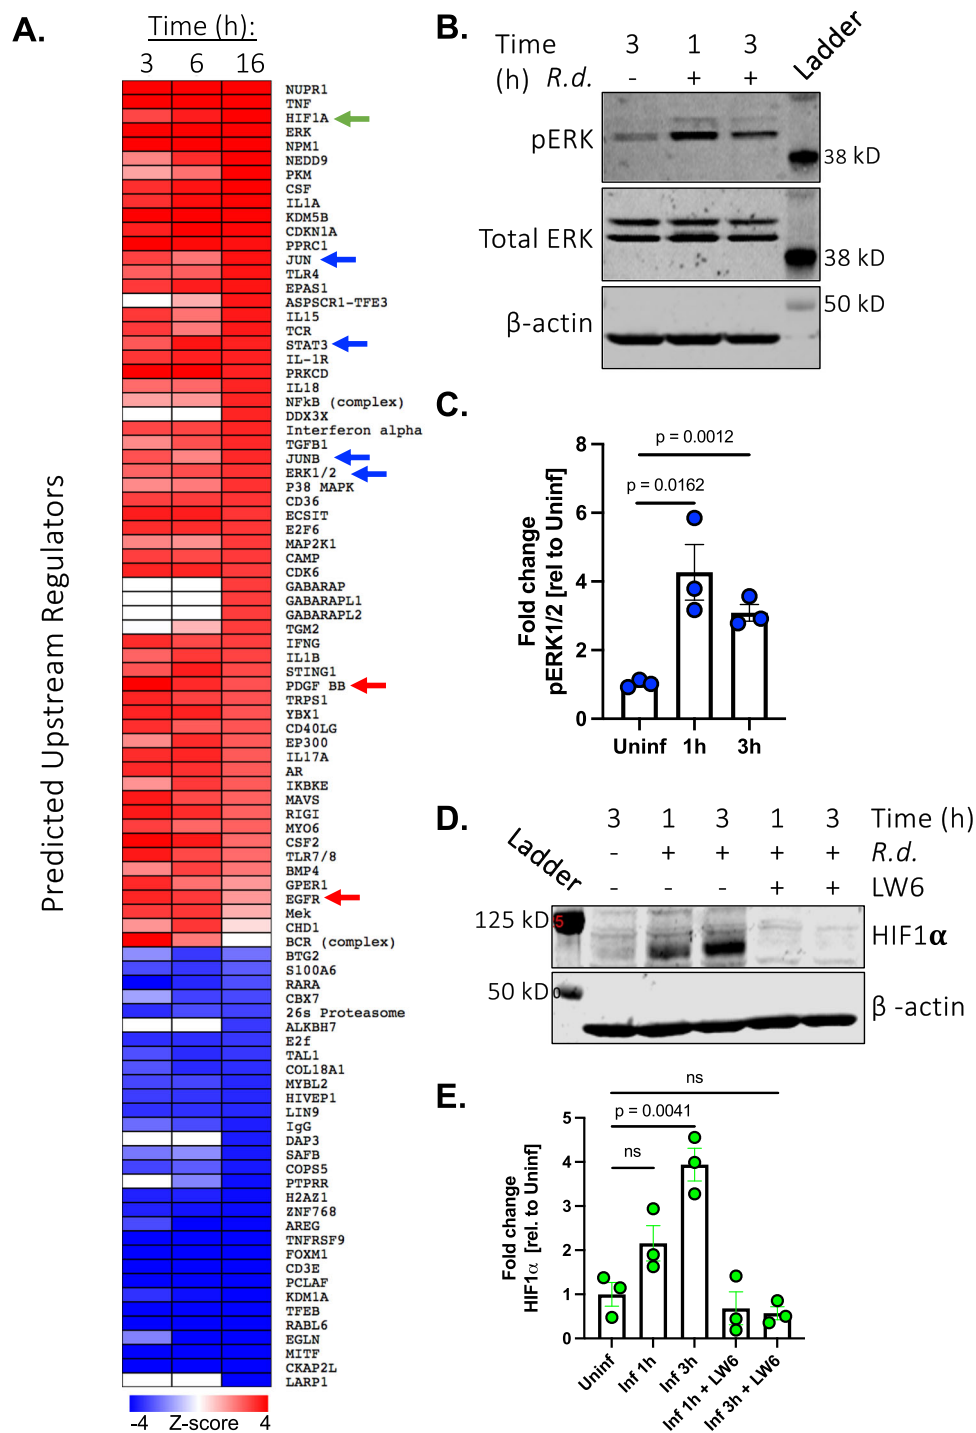 A.
Time (h):
3 6 16
Predicted Upstream Regulators
NUPR1
TNF
HIF1A
ERK
NPM1
NEDD9
PKM
CSF
IL1A
KDM5B
CDKN1A
PPRC1
JUN
TLR4
EPAS1
ASPSCR1-TFE3
IL15
TCR
STAT3
IL-1R
PRKCD
IL18
NFkB (complex)
DDX3X
Interferon alpha
TGFB1
JUNB
ERK1/2
P38 MAPK
CD36
ECSIT
E2F6
MAP2K1
CAMP
CDK6
GABARAP
GABARAPL1
GABARAPL2
TGM2
IFNG
IL1B
STING1
PDGF BB
TRPS1
YBX1
CD40LG
EP300
IL17A
AR
IKBKE
MAVS
RIGI
MYO6
CSF2
TLR7/8
BMP4
GPER1
EGFR
Mek
CHD1
BCR (complex)
BTG2
S100A6
RARA
CBX7
26s Proteasome
ALKBH7
E2f
TAL1
COL18A1
MYBL2
HIVEP1
LIN9
IgG
DAP3
SAFB
COPS5
PTPRR
H2AZ1
ZNF768
AREG
TNFRSF9
FOXM1
CD3E
PCLAF
KDM1A
TFEB
RABL6
EGLN
MITF
CKAP2L
LARP1
-4 Z-score 4
B.
Time 3 1 3 Ladder
(h) R.d. - + +
pERK
38 kD
Total ERK
38 kD
50 kD
β-actin
C.
Fold change
pERK1/2 [rel to Uninf]
8
6
4
2
0
p = 0.0012
p = 0.0162
Uninf 1h 3h
D.
Ladder
3 1 3 1 3 Time (h)
- + + + + R.d.
- - - + + LW6
125 kD 5
HIF1α
50 kD 0
β -actin
E.
Fold change
HIF1α [rel. to Uninf]
5
4
3
2
1
0
ns
p = 0.0041
ns
Uninf
Inf 1h
Inf 3h
Inf 1h + LW6
Inf 3h + LW6